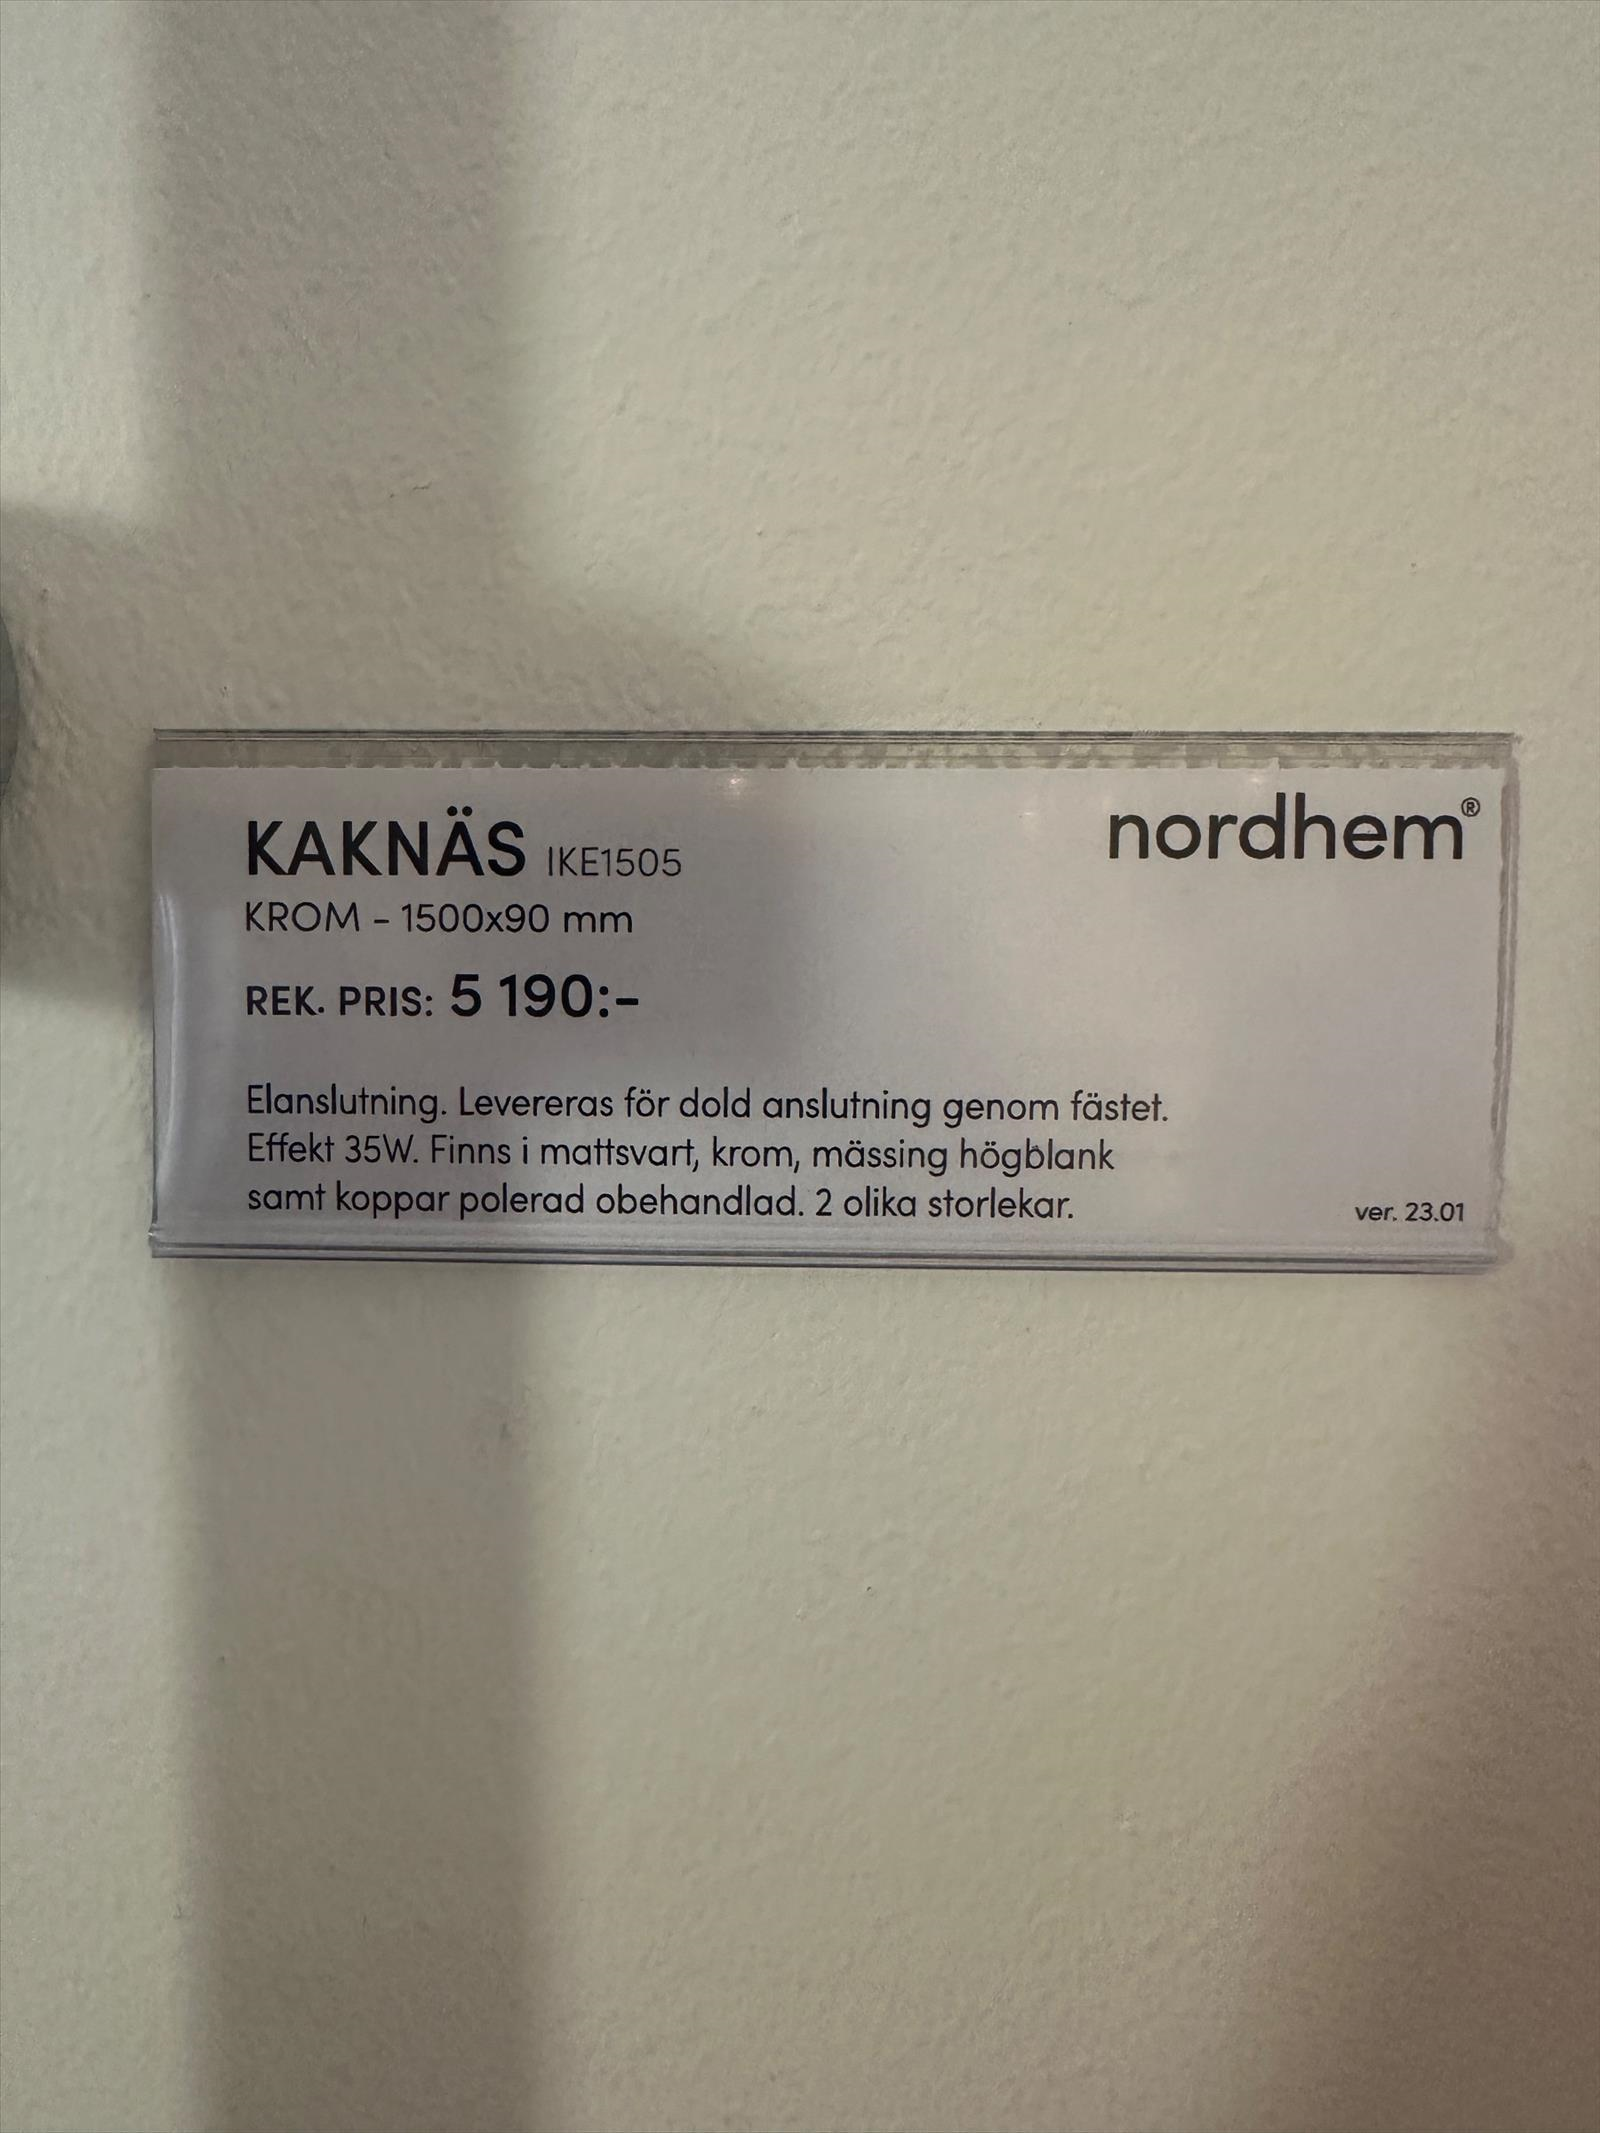 KAKNÄS IKE1505
nordhem®
KROM - 1500x90 mm
REK. PRIS: 5 190:-
Elanslutning. Levereras för dold anslutning genom fästet.
Effekt 35W. Finns i mattsvart, krom, mässing högblank
samt koppar polerad obehandlad. 2 olika storlekar.
ver. 23.01